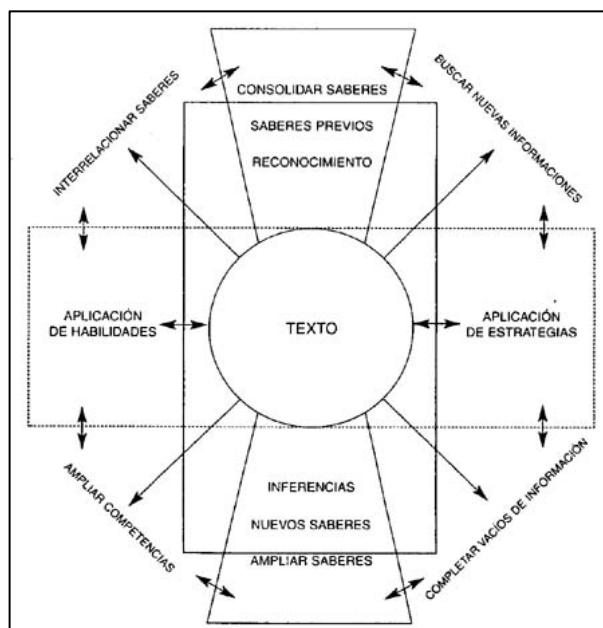 CONSOLIDAR SABERES
SABERES PREVIOS
RECONOCIMIENTO
INTERRELACIONAR SABERES
BUSCAR NUEVAS INFORMACIONES
APLICACIÓN
DE HABILIDADES
TEXTO
APLICACIÓN
DE ESTRATEGIAS
INFERENCIAS
NUEVOS SABERES
AMPLIAR SABERES
AMPLIAR COMPETENCIAS
COMPLETAR VACÍOS DE INFORMACIÓN